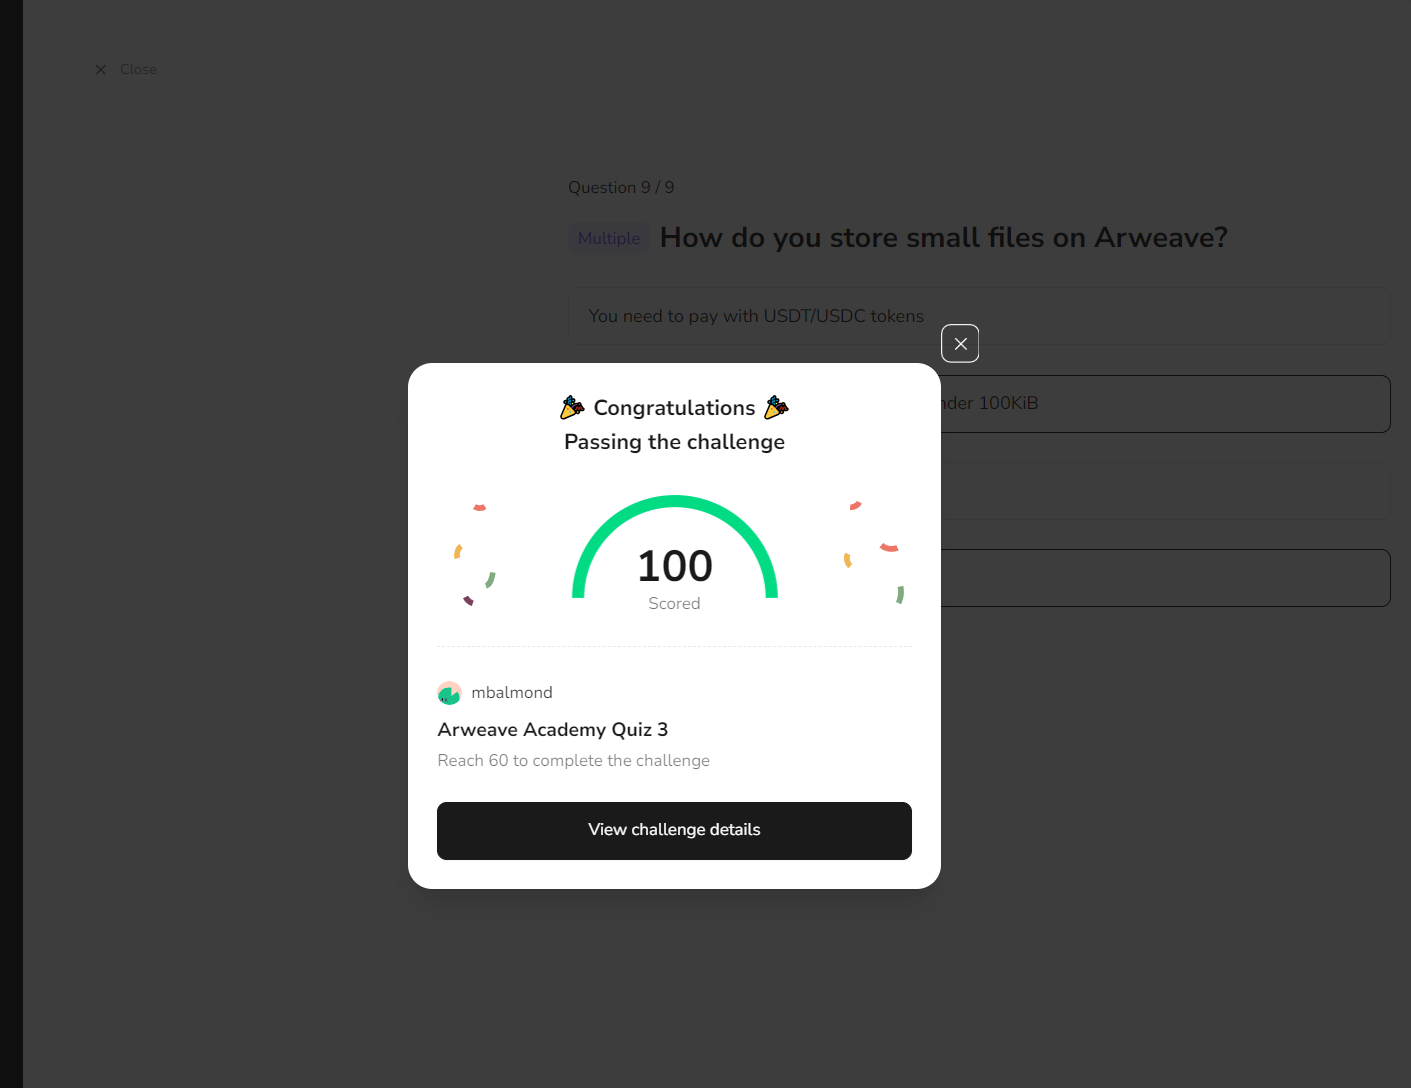 Close
Question 9 / 9
Multiple How do you store small files on Arweave?
You need to pay with USDT/USDC tokens
100KiB
Congratulations
Passing the challenge
100
Scored
mbalmond
Arweave Academy Quiz 3
Reach 60 to complete the challenge
View challenge details